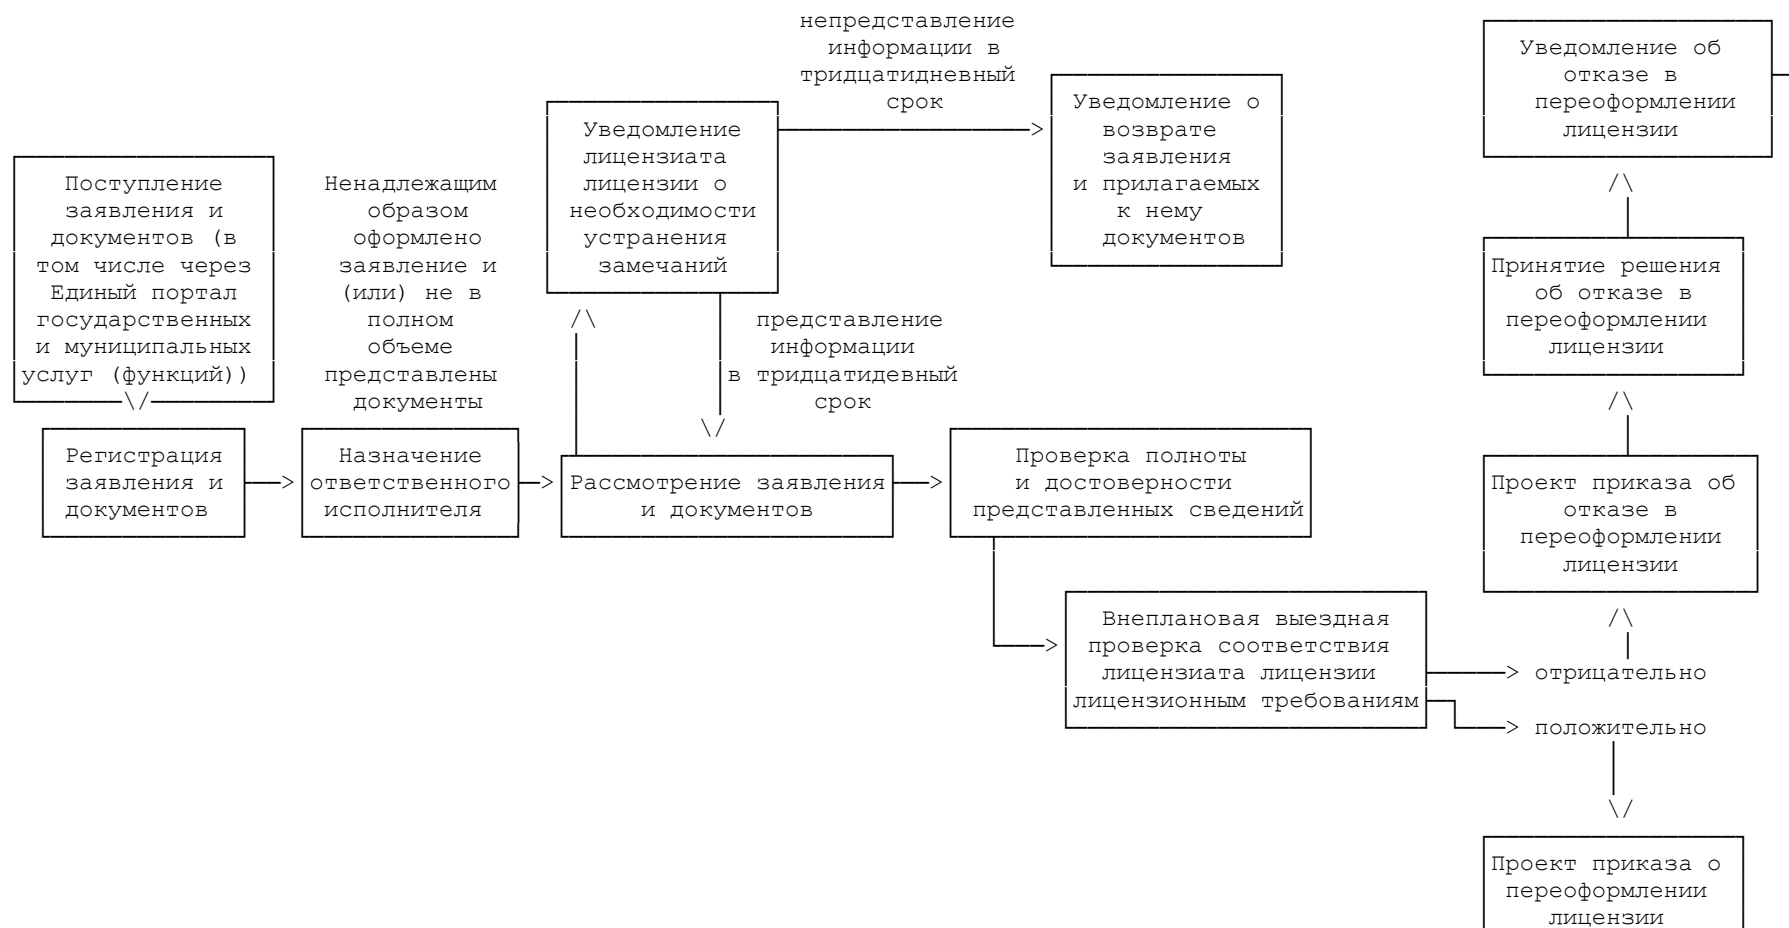 непредставление
информации в
тридцатидневный
срок
Уведомление
лицензиата
лицензии о
необходимости
устранения
замечаний
Уведомление о
возврате
заявления
и прилагаемых
к нему
документов
Уведомление об
отказе в
переоформлении
лицензии
Поступление
заявления и
документов (в
том числе через
Единый портал
государственных
и муниципальных
услуг (функций))
Ненадлежащим
образом
оформлено
заявление и
(или) не в
полном
объеме
представлены
документы
представление
информации
в тридцатидевный
срок
Принятие решения
об отказе в
переоформлении
лицензии
Регистрация
заявления и
документов
Назначение
ответственного
исполнителя
Рассмотрение заявления
и документов
Проверка полноты
и достоверности
представленных сведений
Проект приказа об
отказе в
переоформлении
лицензии
Внеплановая выездная
проверка соответствия
лицензиата лицензии
лицензионным требованиям
отрицательно
положительно
Проект приказа о
переоформлении
лицензии